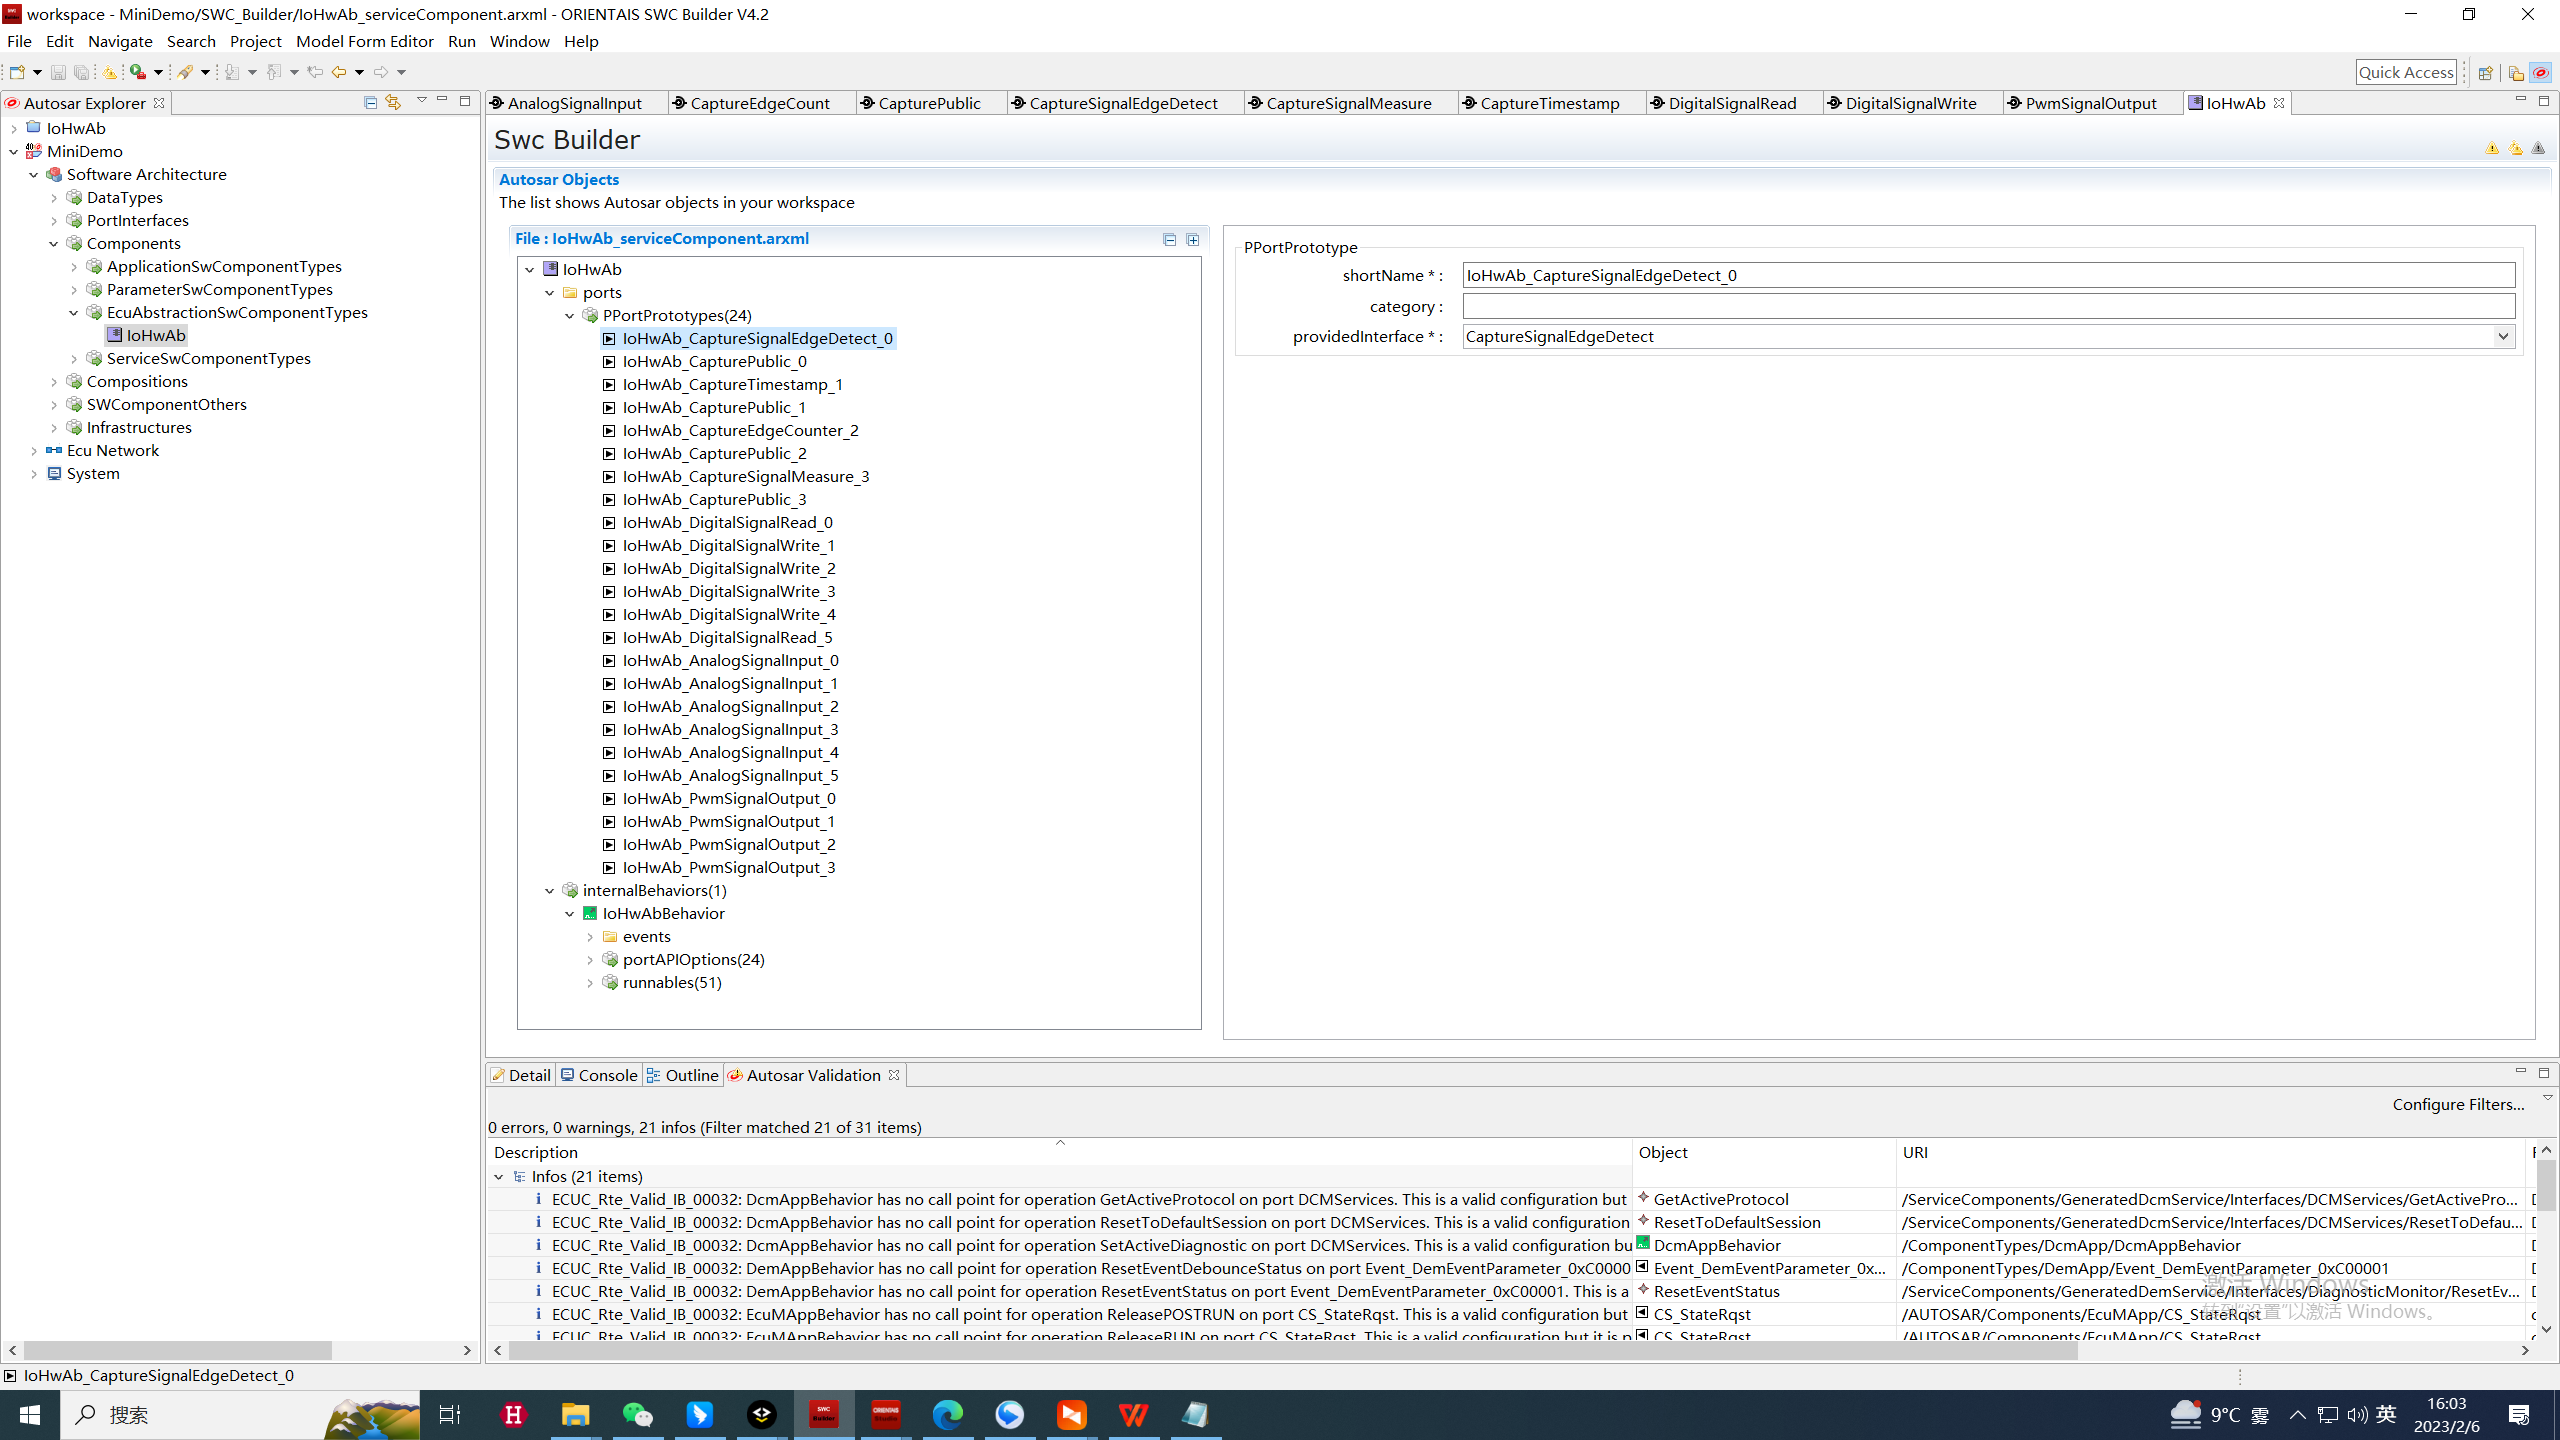 workspace - MiniDemo/SWC_Builder/IoHwAb_serviceComponent.arxml - ORIENTAIS SWC Builder V4.2
File Edit Navigate Search Project Model Form Editor Run Window Help
Quick Access
Autosar Explorer
IoHwAb
MiniDemo
Software Architecture
DataTypes
PortInterfaces
Components
ApplicationSwComponentTypes
ParameterSwComponentTypes
EcuAbstractionSwComponentTypes
IoHwAb
ServiceSwComponentTypes
Compositions
SWComponentOthers
Infrastructures
Ecu Network
System
AnalogSignalInput CaptureEdgeCount CapturePublic CaptureSignalEdgeDetect CaptureSignalMeasure CaptureTimestamp DigitalSignalRead DigitalSignalWrite PwmSignalOutput IoHwAb
Swc Builder
Autosar Objects
The list shows Autosar objects in your workspace
File : IoHwAb_serviceComponent.arxml
IoHwAb
ports
PPortPrototypes(24)
IoHwAb_CaptureSignalEdgeDetect_0
IoHwAb_CapturePublic_0
IoHwAb_CaptureTimestamp_1
IoHwAb_CapturePublic_1
IoHwAb_CaptureEdgeCounter_2
IoHwAb_CapturePublic_2
IoHwAb_CaptureSignalMeasure_3
IoHwAb_CapturePublic_3
IoHwAb_DigitalSignalRead_0
IoHwAb_DigitalSignalWrite_1
IoHwAb_DigitalSignalWrite_2
IoHwAb_DigitalSignalWrite_3
IoHwAb_DigitalSignalWrite_4
IoHwAb_DigitalSignalRead_5
IoHwAb_AnalogSignalInput_0
IoHwAb_AnalogSignalInput_1
IoHwAb_AnalogSignalInput_2
IoHwAb_AnalogSignalInput_3
IoHwAb_AnalogSignalInput_4
IoHwAb_AnalogSignalInput_5
IoHwAb_PwmSignalOutput_0
IoHwAb_PwmSignalOutput_1
IoHwAb_PwmSignalOutput_2
IoHwAb_PwmSignalOutput_3
internalBehaviors(1)
IoHwAbBehavior
events
portAPIOptions(24)
runnables(51)
PPortPrototype
shortName * : IoHwAb_CaptureSignalEdgeDetect_0
category :
providedInterface * : CaptureSignalEdgeDetect
Detail Console Outline Autosar Validation
Configure Filters...
0 errors, 0 warnings, 21 infos (Filter matched 21 of 31 items)
Description Object URI
Infos (21 items)
ECUC_Rte_Valid_IB_00032: DcmAppBehavior has no call point for operation GetActiveProtocol on port DCMServices. This is a valid configuration but GetActiveProtocol /ServiceComponents/GeneratedDcmService/Interfaces/DCMServices/GetActivePro...
ECUC_Rte_Valid_IB_00032: DcmAppBehavior has no call point for operation ResetToDefaultSession on port DCMServices. This is a valid configuration ResetToDefaultSession /ServiceComponents/GeneratedDcmService/Interfaces/DCMServices/ResetToDefau...
ECUC_Rte_Valid_IB_00032: DcmAppBehavior has no call point for operation SetActiveDiagnostic on port DCMServices. This is a valid configuration bu DcmAppBehavior /ComponentTypes/DcmApp/DcmAppBehavior
ECUC_Rte_Valid_IB_00032: DemAppBehavior has no call point for operation ResetEventDebounceStatus on port Event_DemEventParameter_0xC0000 Event_DemEventParameter_0x... /ComponentTypes/DemApp/Event_DemEventParameter_0xC00001
ECUC_Rte_Valid_IB_00032: DemAppBehavior has no call point for operation ResetEventStatus on port Event_DemEventParameter_0xC00001. This is a ResetEventStatus /ServiceComponents/GeneratedDemService/Interfaces/DiagnosticMonitor/ResetEv...
ECUC_Rte_Valid_IB_00032: EcuMAppBehavior has no call point for operation ReleasePOSTRUN on port CS_StateRqst. This is a valid configuration but CS_StateRqst /AUTOSAR/Components/EcuMApp/CS_StateRqst
ECUC_Rte_Valid_IB_00032: EcuMAppBehavior has no call point for operation ReleaseRUN on port CS_StateRqst. This is a valid configuration but it is p CS_StateRqst /AUTOSAR/Components/EcuMApp/CS_StateRqst
激活 Windows
转到"设置"以激活 Windows。
IoHwAb_CaptureSignalEdgeDetect_0
搜索
9°C 雾
英
16:03
2023/2/6